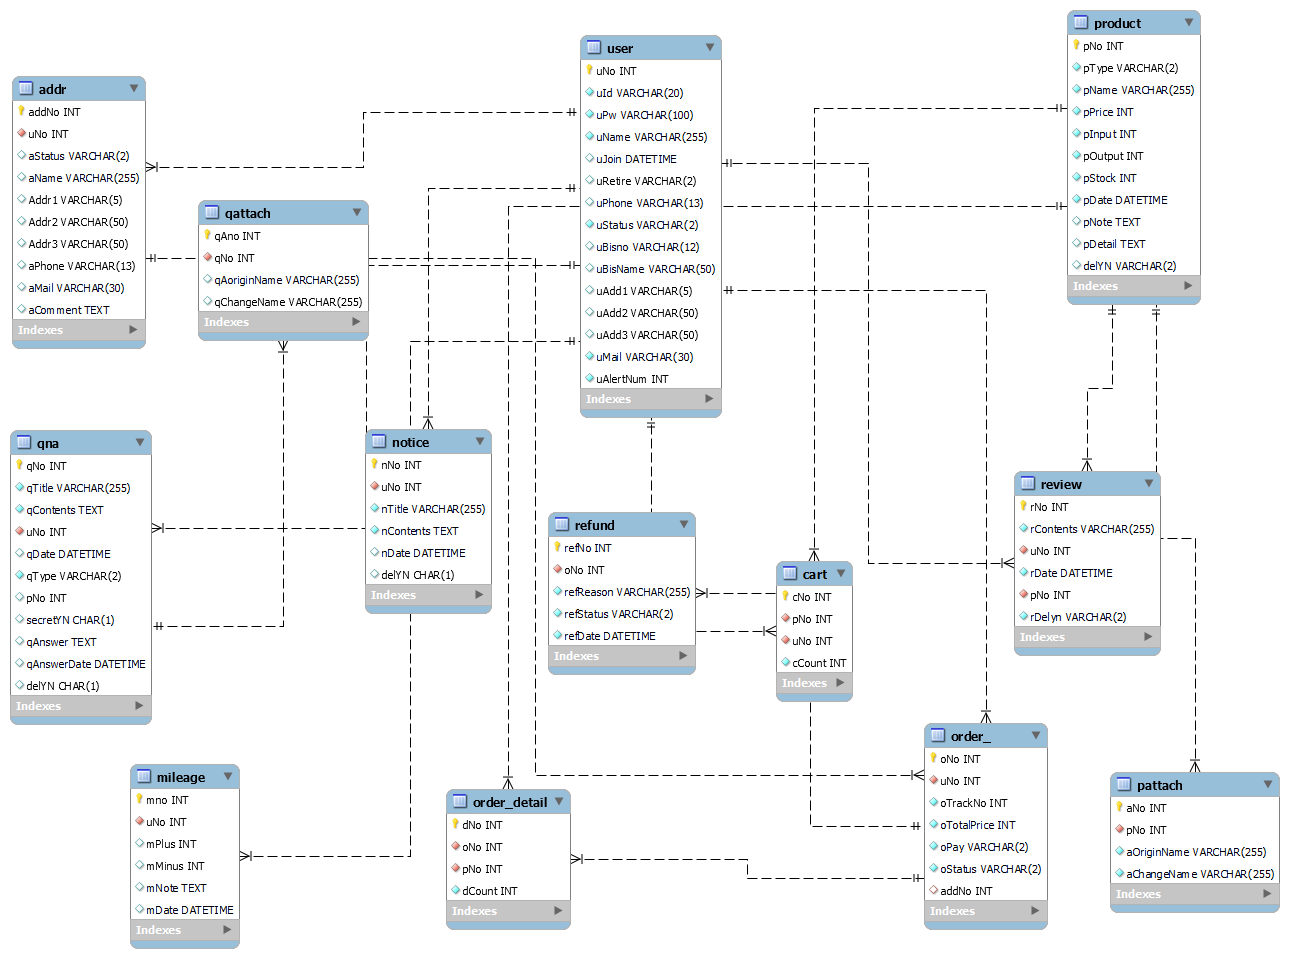 product
pNo INT
pType VARCHAR(2)
pName VARCHAR(255)
pPrice INT
pInput INT
pOutput INT
pStock INT
pDate DATETIME
pNote TEXT
pDetail TEXT
delYN VARCHAR(2)
Indexes
user
uNo INT
uId VARCHAR(20)
uPw VARCHAR(100)
uName VARCHAR(255)
uJoin DATETIME
uRetire VARCHAR(2)
uPhone VARCHAR(13)
uStatus VARCHAR(2)
uBisno VARCHAR(12)
uBisName VARCHAR(50)
uAdd1 VARCHAR(5)
uAdd2 VARCHAR(50)
uAdd3 VARCHAR(50)
uMail VARCHAR(30)
uAlertNum INT
Indexes
addr
addNo INT
uNo INT
aStatus VARCHAR(2)
aName VARCHAR(255)
Addr1 VARCHAR(5)
Addr2 VARCHAR(50)
Addr3 VARCHAR(50)
aPhone VARCHAR(13)
aMail VARCHAR(30)
aComment TEXT
Indexes
qattach
qAno INT
qNo INT
qAoriginName VARCHAR(255)
qChangeName VARCHAR(255)
Indexes
qna
qNo INT
qTitle VARCHAR(255)
qContents TEXT
uNo INT
qDate DATETIME
qType VARCHAR(2)
pNo INT
secretYN CHAR(1)
qAnswer TEXT
qAnswerDate DATETIME
delYN CHAR(1)
Indexes
notice
nNo INT
uNo INT
nTitle VARCHAR(255)
nContents TEXT
nDate DATETIME
delYN CHAR(1)
Indexes
refund
refNo INT
oNo INT
refReason VARCHAR(255)
refStatus VARCHAR(2)
refDate DATETIME
Indexes
cart
cNo INT
pNo INT
uNo INT
cCount INT
Indexes
review
rNo INT
rContents VARCHAR(255)
uNo INT
rDate DATETIME
pNo INT
rDelyn VARCHAR(2)
Indexes
mileage
mno INT
uNo INT
mPlus INT
mMinus INT
mNote TEXT
mDate DATETIME
Indexes
order_detail
dNo INT
oNo INT
pNo INT
dCount INT
Indexes
order_
oNo INT
uNo INT
oTrackNo INT
oTotalPrice INT
oPay VARCHAR(2)
oStatus VARCHAR(2)
addNo INT
Indexes
pattach
aNo INT
pNo INT
aOriginName VARCHAR(255)
aChangeName VARCHAR(255)
Indexes